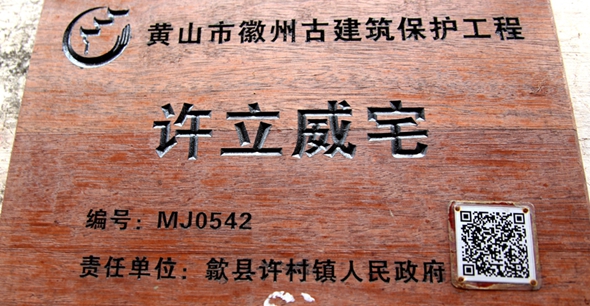 黄山市徽州古建筑保护工程
许立威宅
编号：MJ0542
责任单位：歙县许村镇人民政府